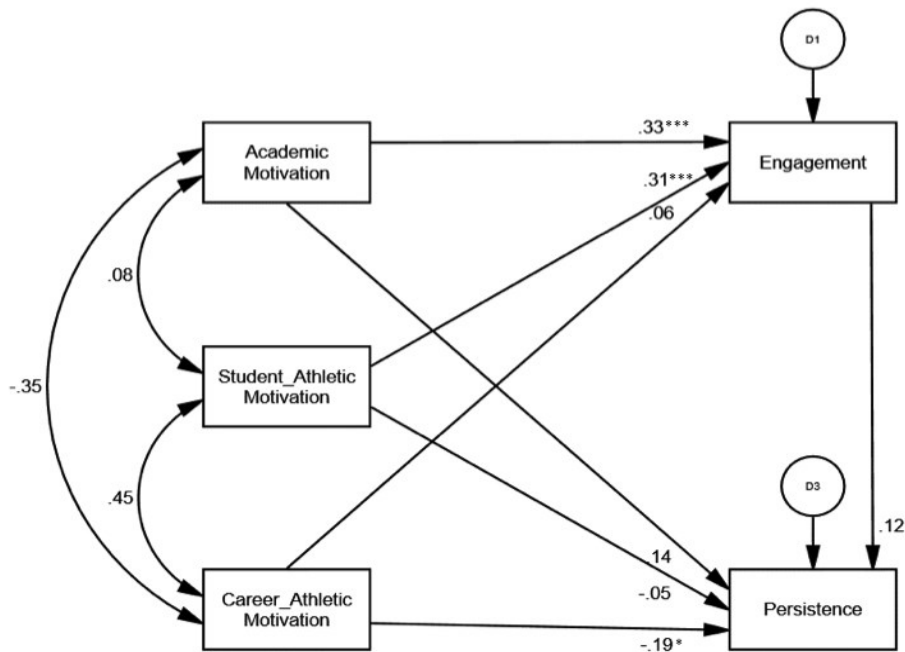 D1
.33***
Academic
Motivation
Engagement
.31***
.06
.08
Student_Athletic
Motivation
-.35
D3
.45
.12
.14
-.05
Career_Athletic
Motivation
Persistence
-.19*